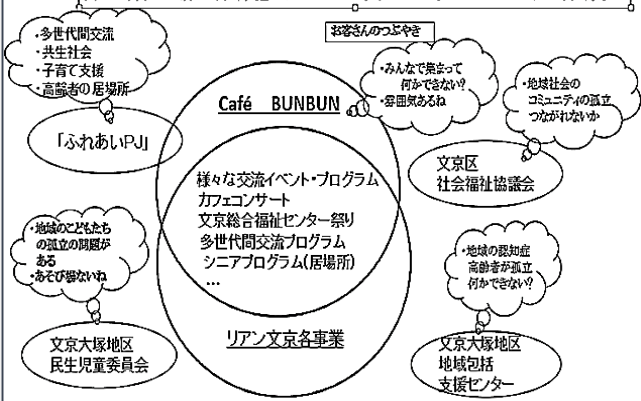 お客さんのつぶやき
・多世代間交流
・共生社会
・子育て支援
・高齢者の居場所
「ふれあいPJ」
Café BUNBUN
・みんなで集まって
何かできない?
・雰囲気あるね
・地域社会の
コミュニティの孤立
つながれないか
文京区
社会福祉協議会
様々な交流イベント・プログラム
カフェコンサート
文京総合福祉センター祭り
多世代間交流プログラム
シニアプログラム(居場所)
…
・地域のこどもたち
の孤立の問題が
ある
・あそび場ないね
文京大塚地区
民生児童委員会
リアン文京各事業
・地域の認知症
高齢者が孤立
何かできない?
文京大塚地区
地域包括
支援センター